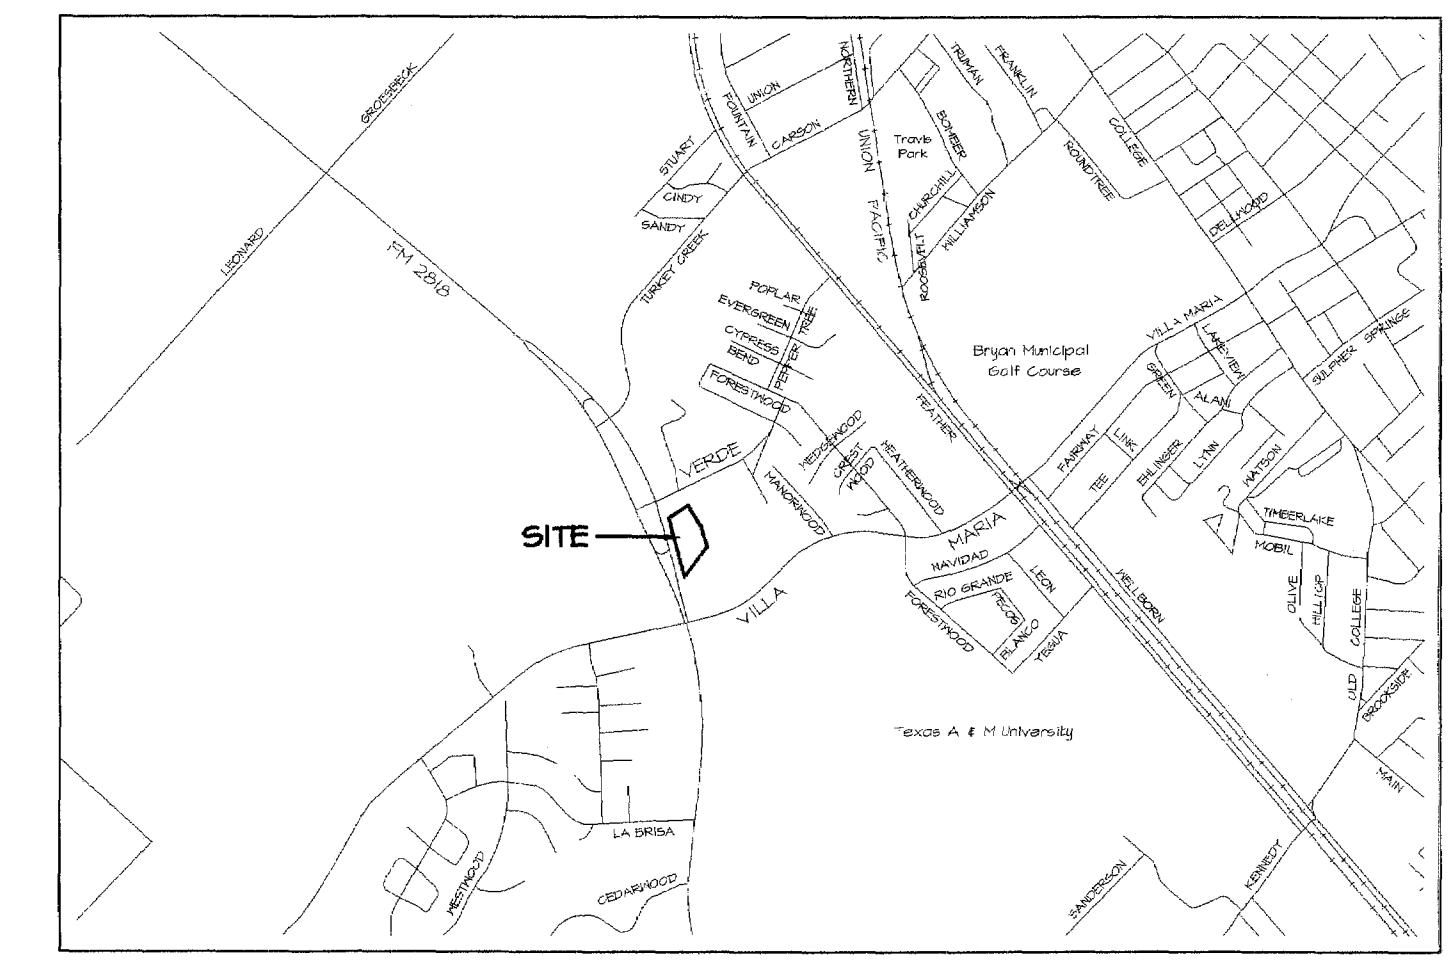 GROESBECK
LEONARD
FM 2818
NORTHERN
TRUMAN
FRANKLIN
UNION
FOUNTAIN
CARSON
STUART
CINDY
SANDY
TURKEY CREEK
UNION
PACIFIC
Travis
Park
BOMBER
CHURCHILL
WILLIAMSON
ROOSEVELT
ROUNDTREE
COLLEGE
DELLWOOD
POPLAR
EVERGREEN
CYPRESS
BEND
PEPPER TREE
FORESTWOOD
VERDE
WEDGEWOOD
CREST
WOOD
HEATHERWOOD
MANORWOOD
FEATHER
Bryan Municipal
Golf Course
VILLA MARIA
LAKEVIEW
GREEN
ALANI
SULPHER SPRINGS
FAIRWAY
LINK
TEE
EHLINGER
LYNN
WATSON
TIMBERLAKE
MOBIL
OLIVE
HILLTOP
COLLEGE
OLD
BROOKSIDE
MAIN
SITE
VILLA
MARIA
NAVIDAD
RIO GRANDE
LEON
PECOS
BLANCO
YEGUA
FORESTWOOD
WELLBORN
Texas A & M University
LA BRISA
CEDARWOOD
WESTWOOD
SANDERSON
KENNEDY